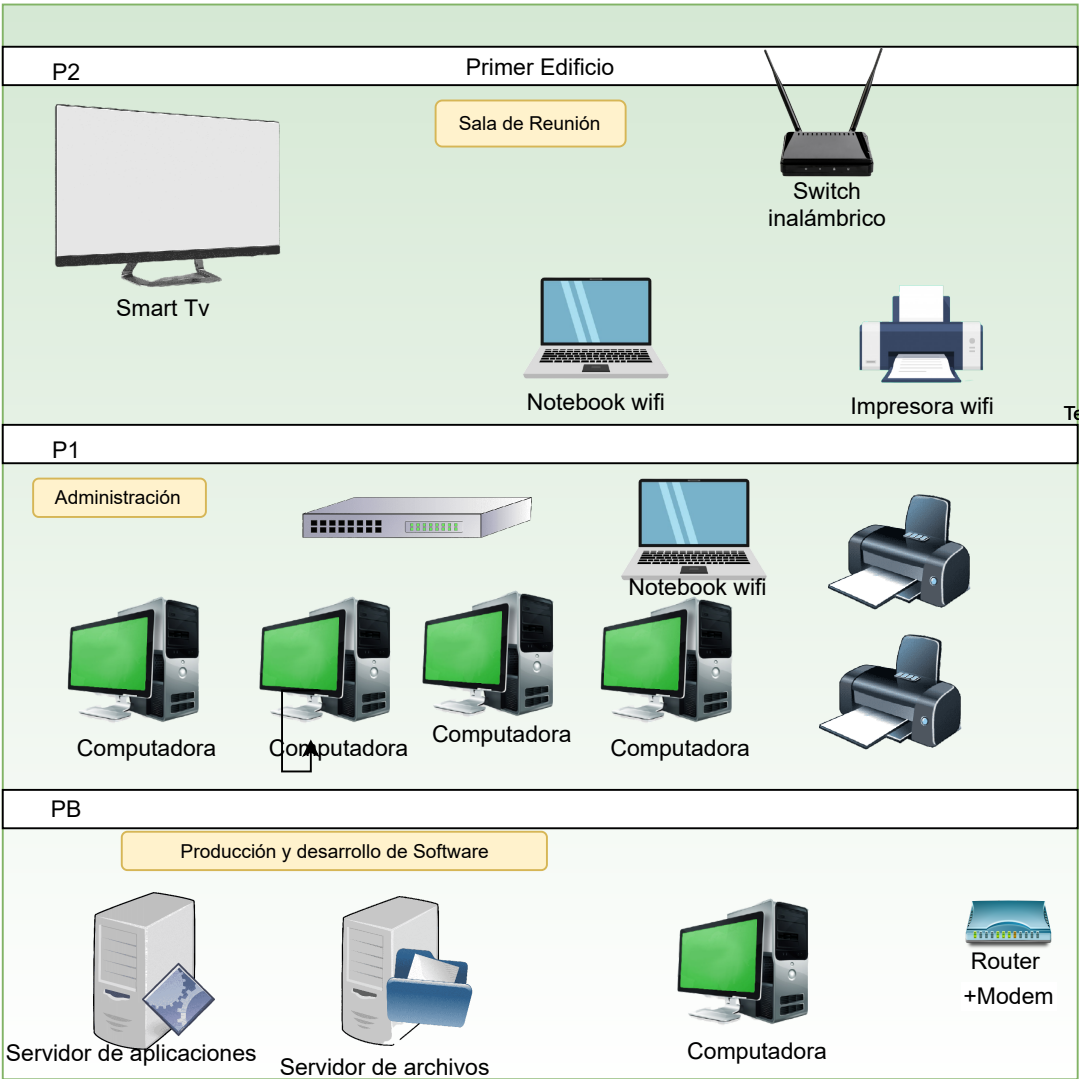 P2
Primer Edificio
Sala de Reunión
Switch
inalámbrico
Smart Tv
Notebook wifi
Impresora wifi
Te
P1
Administración
Notebook wifi
Computadora
Computadora
Computadora
Computadora
PB
Producción y desarrollo de Software
Router
+Modem
Servidor de aplicaciones
Servidor de archivos
Computadora